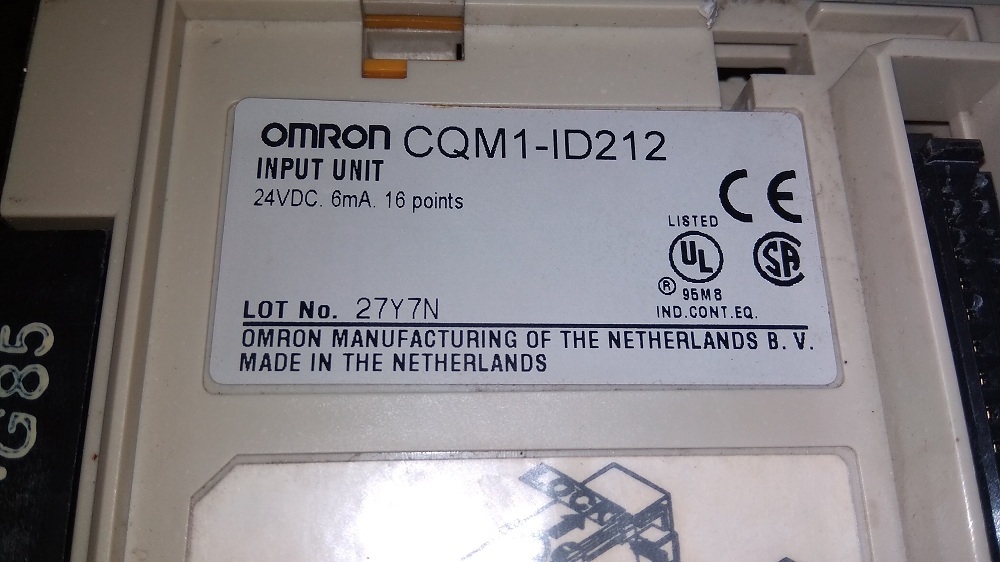 OMRON CQM1-ID212
INPUT UNIT
24VDC. 6mA. 16 points
CE
LISTED
UL
SA
® 95M8
IND.CONT.EQ.
LOT No. 27Y7N
OMRON MANUFACTURING OF THE NETHERLANDS B. V.
MADE IN THE NETHERLANDS
G85
LOCK